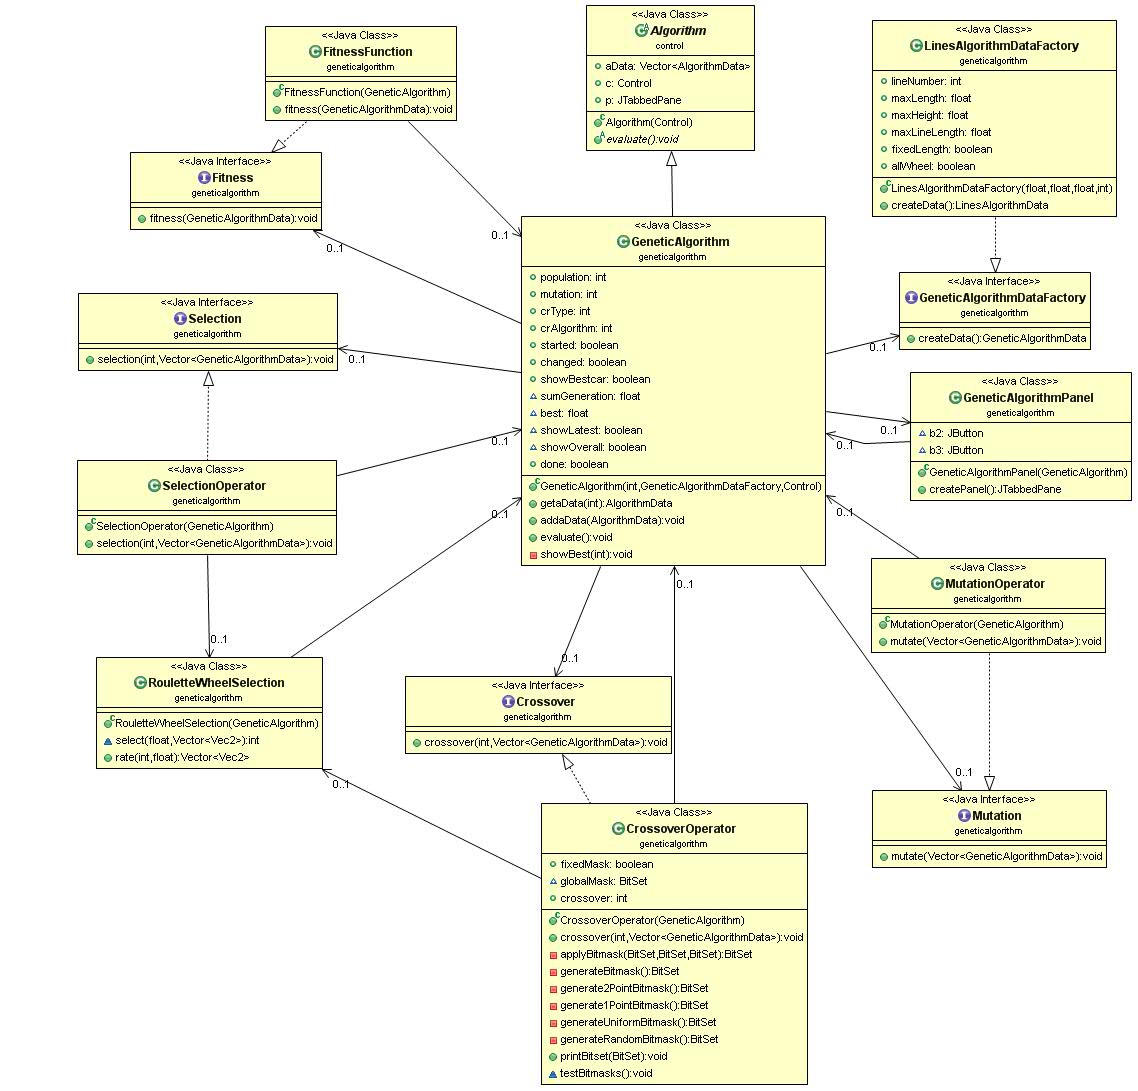 <<Java Class>>
FitnessFunction
geneticalgorithm
FitnessFunction(GeneticAlgorithm)
fitness(GeneticAlgorithmData):void
<<Java Class>>
Algorithm
control
aData: Vector<AlgorithmData>
c: Control
p: JTabbedPane
Algorithm(Control)
evaluate():void
<<Java Class>>
LinesAlgorithmDataFactory
geneticalgorithm
lineNumber: int
maxLength: float
maxHeight: float
maxLineLength: float
fixedLength: boolean
allWheel: boolean
LinesAlgorithmDataFactory(float,float,float,int)
createData():LinesAlgorithmData
<<Java Interface>>
Fitness
geneticalgorithm
fitness(GeneticAlgorithmData):void
0..1
0..1
<<Java Class>>
GeneticAlgorithm
geneticalgorithm
population: int
mutation: int
crType: int
crAlgorithm: int
started: boolean
changed: boolean
showBestcar: boolean
sumGeneration: float
best: float
showLatest: boolean
showOverall: boolean
done: boolean
GeneticAlgorithm(int,GeneticAlgorithmDataFactory,Control)
getaData(int):AlgorithmData
addaData(AlgorithmData):void
evaluate():void
showBest(int):void
<<Java Interface>>
GeneticAlgorithmDataFactory
geneticalgorithm
createData():GeneticAlgorithmData
0..1
<<Java Interface>>
Selection
geneticalgorithm
selection(int,Vector<GeneticAlgorithmData>):void
0..1
<<Java Class>>
GeneticAlgorithmPanel
geneticalgorithm
b2: JButton
b3: JButton
GeneticAlgorithmPanel(GeneticAlgorithm)
createPanel():JTabbedPane
0..1
0..1
<<Java Class>>
SelectionOperator
geneticalgorithm
SelectionOperator(GeneticAlgorithm)
selection(int,Vector<GeneticAlgorithmData>):void
0..1
0..1
0..1
0..1
<<Java Class>>
MutationOperator
geneticalgorithm
MutationOperator(GeneticAlgorithm)
mutate(Vector<GeneticAlgorithmData>):void
0..1
<<Java Class>>
RouletteWheelSelection
geneticalgorithm
RouletteWheelSelection(GeneticAlgorithm)
select(float,Vector<Vec2>):int
rate(int,float):Vector<Vec2>
0..1
0..1
<<Java Interface>>
Crossover
geneticalgorithm
crossover(int,Vector<GeneticAlgorithmData>):void
0..1
<<Java Interface>>
Mutation
geneticalgorithm
mutate(Vector<GeneticAlgorithmData>):void
<<Java Class>>
CrossoverOperator
geneticalgorithm
fixedMask: boolean
globalMask: BitSet
crossover: int
CrossoverOperator(GeneticAlgorithm)
crossover(int,Vector<GeneticAlgorithmData>):void
applyBitmask(BitSet,BitSet,BitSet):BitSet
generateBitmask():BitSet
generate2PointBitmask():BitSet
generate1PointBitmask():BitSet
generateUniformBitmask():BitSet
generateRandomBitmask():BitSet
printBitset(BitSet):void
testBitmasks():void